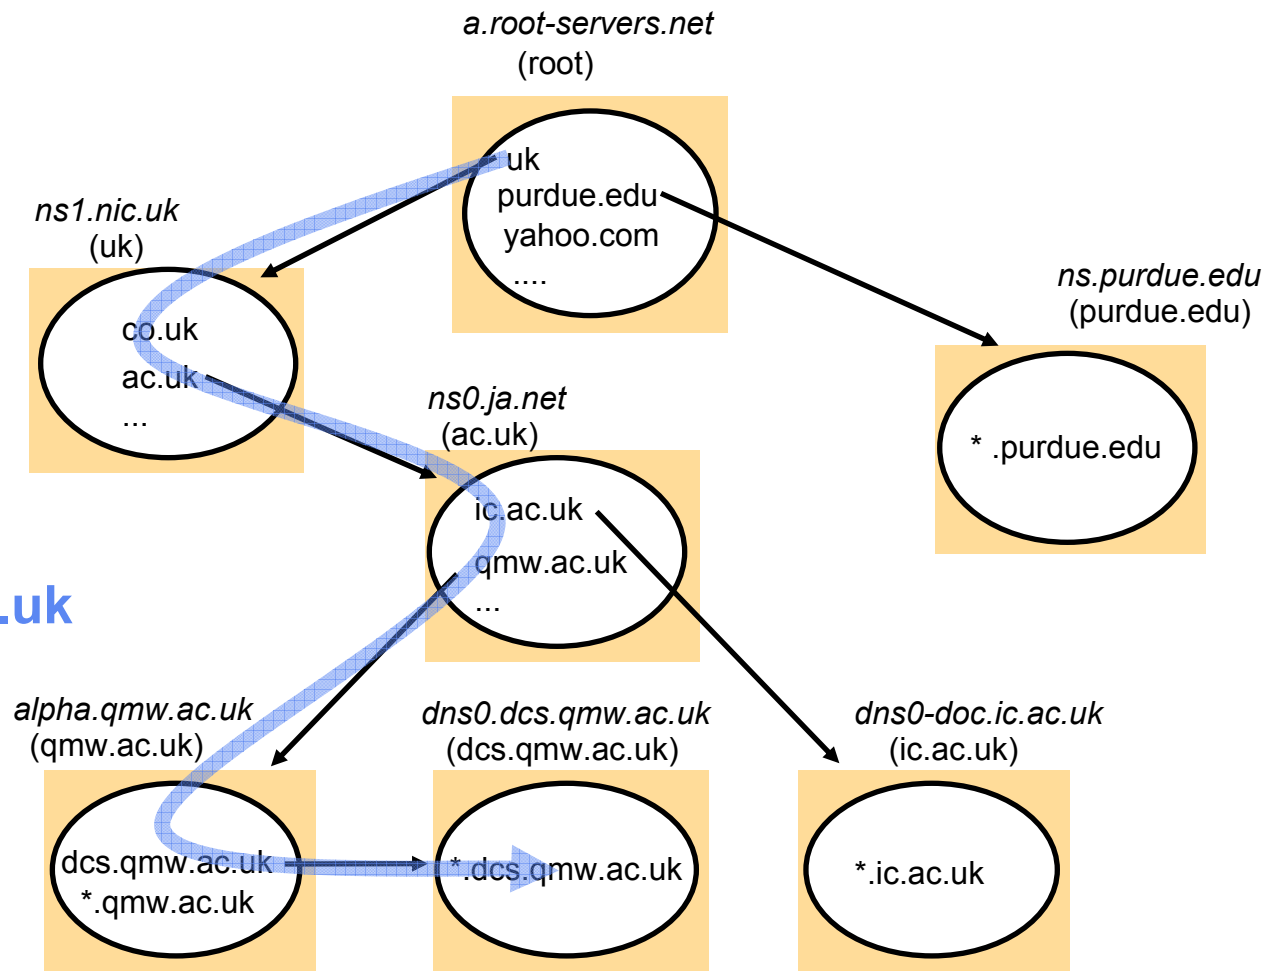 a.root-servers.net
(root)
uk
purdue.edu
yahoo.com
....
ns1.nic.uk
(uk)
co.uk
ac.uk
...
ns.purdue.edu
(purdue.edu)
* .purdue.edu
ns0.ja.net
(ac.uk)
ic.ac.uk
qmw.ac.uk
...
.uk
alpha.qmw.ac.uk
(qmw.ac.uk)
dcs.qmw.ac.uk
*.qmw.ac.uk
dns0.dcs.qmw.ac.uk
(dcs.qmw.ac.uk)
*.dcs.qmw.ac.uk
dns0-doc.ic.ac.uk
(ic.ac.uk)
*.ic.ac.uk